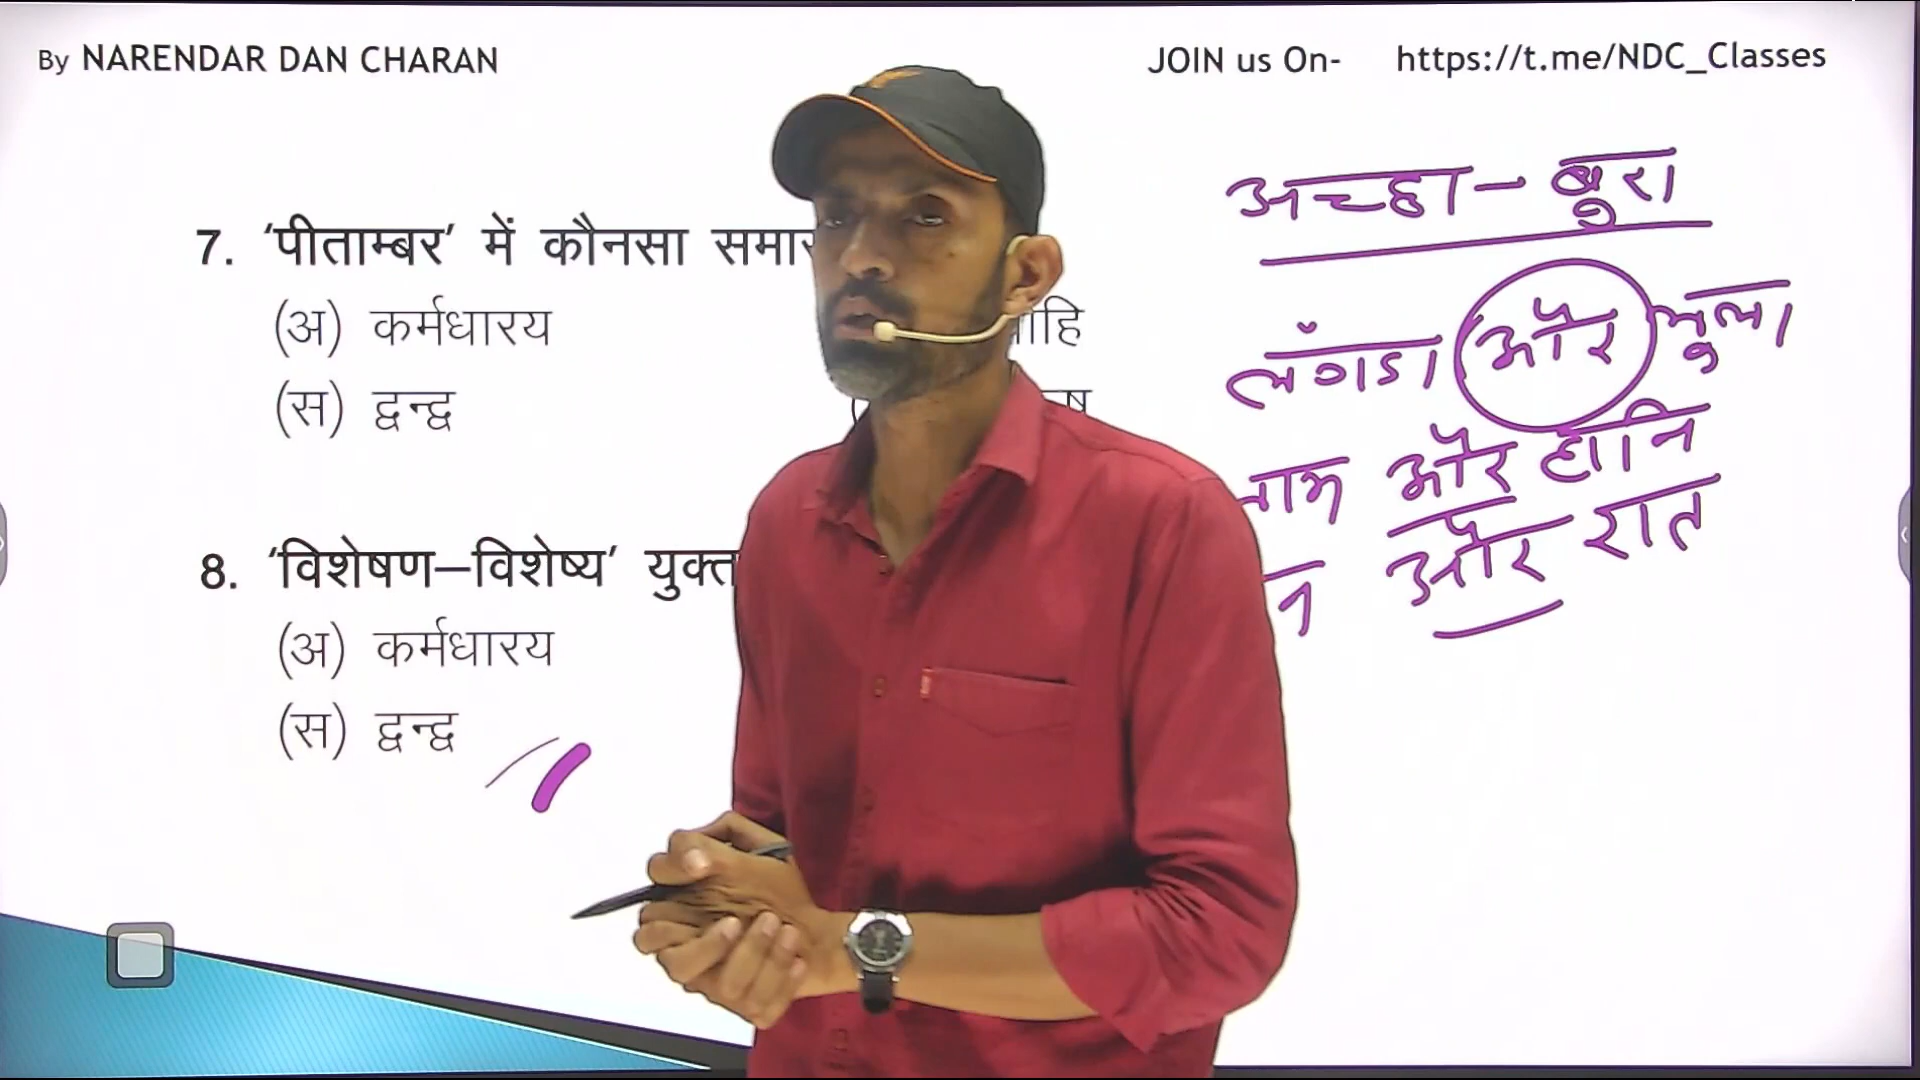 By NARENDAR DAN CHARAN
JOIN us On- https://t.me/NDC_Classes
7. 'पीताम्बर' में कौनसा
(अ) कर्मधारय
(स) द्वन्द्व
8. 'विशेषण–विशेष्य' युक्त
(अ) कर्मधारय
(स) द्वन्द्व
अच्छा – बुरा
लँगडा और लुला
और हानि
और रात